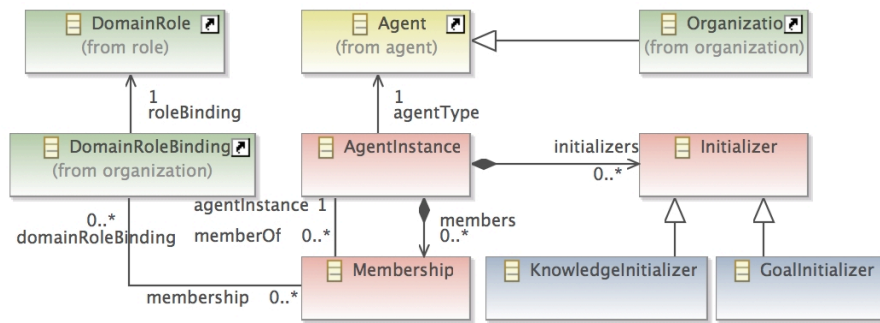 DomainRole
(from role)
Agent
(from agent)
Organizatio
(from organization)
1
roleBinding
1
agentType
DomainRoleBinding
(from organization)
AgentInstance
initializers
0..*
Initializer
0..*
domainRoleBinding
agentInstance 1
memberOf 0..*
members
0..*
membership 0..*
Membership
KnowledgeInitializer
GoalInitializer